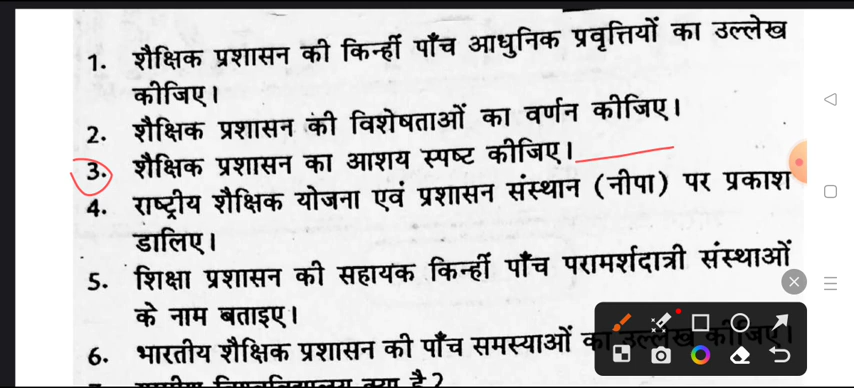 1. शैक्षिक प्रशासन की किन्हीं पाँच आधुनिक प्रवृत्तियों का उल्लेख
कीजिए।
2. शैक्षिक प्रशासन की विशेषताओं का वर्णन कीजिए।
3. शैक्षिक प्रशासन का आशय स्पष्ट कीजिए।
4. राष्ट्रीय शैक्षिक योजना एवं प्रशासन संस्थान (नीपा) पर प्रकाश
डालिए।
5. शिक्षा प्रशासन की सहायक किन्हीं पाँच परामर्शदात्री संस्थाओं
के नाम बताइए।
6. भारतीय शैक्षिक प्रशासन की पाँच समस्याओं का उल्लेख कीजिए।
क्या है?